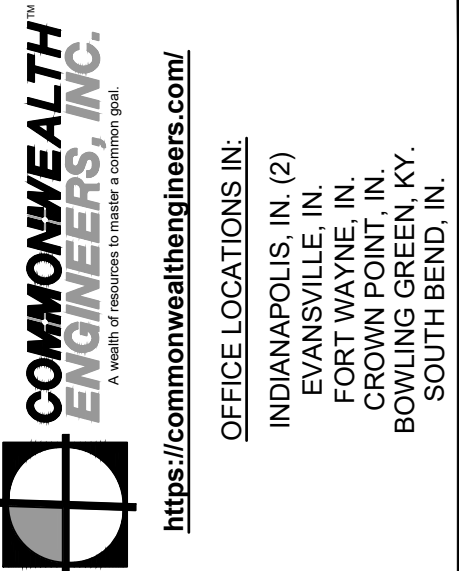 COMMONWEALTH™
ENGINEERS, INC.
A wealth of resources to master a common goal.
https://commonwealthengineers.com/
OFFICE LOCATIONS IN:
INDIANAPOLIS, IN. (2)
EVANSVILLE, IN.
FORT WAYNE, IN.
CROWN POINT, IN.
BOWLING GREEN, KY.
SOUTH BEND, IN.